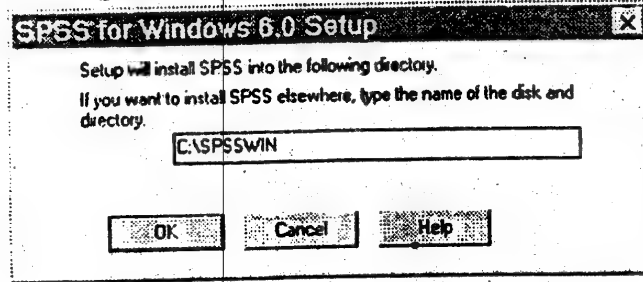 SPSS for Windows 6.0 Setup
Setup will install SPSS into the following directory.
If you want to install SPSS elsewhere, type the name of the disk and
directory.
C:\SPSSWIN
OK Cancel Help